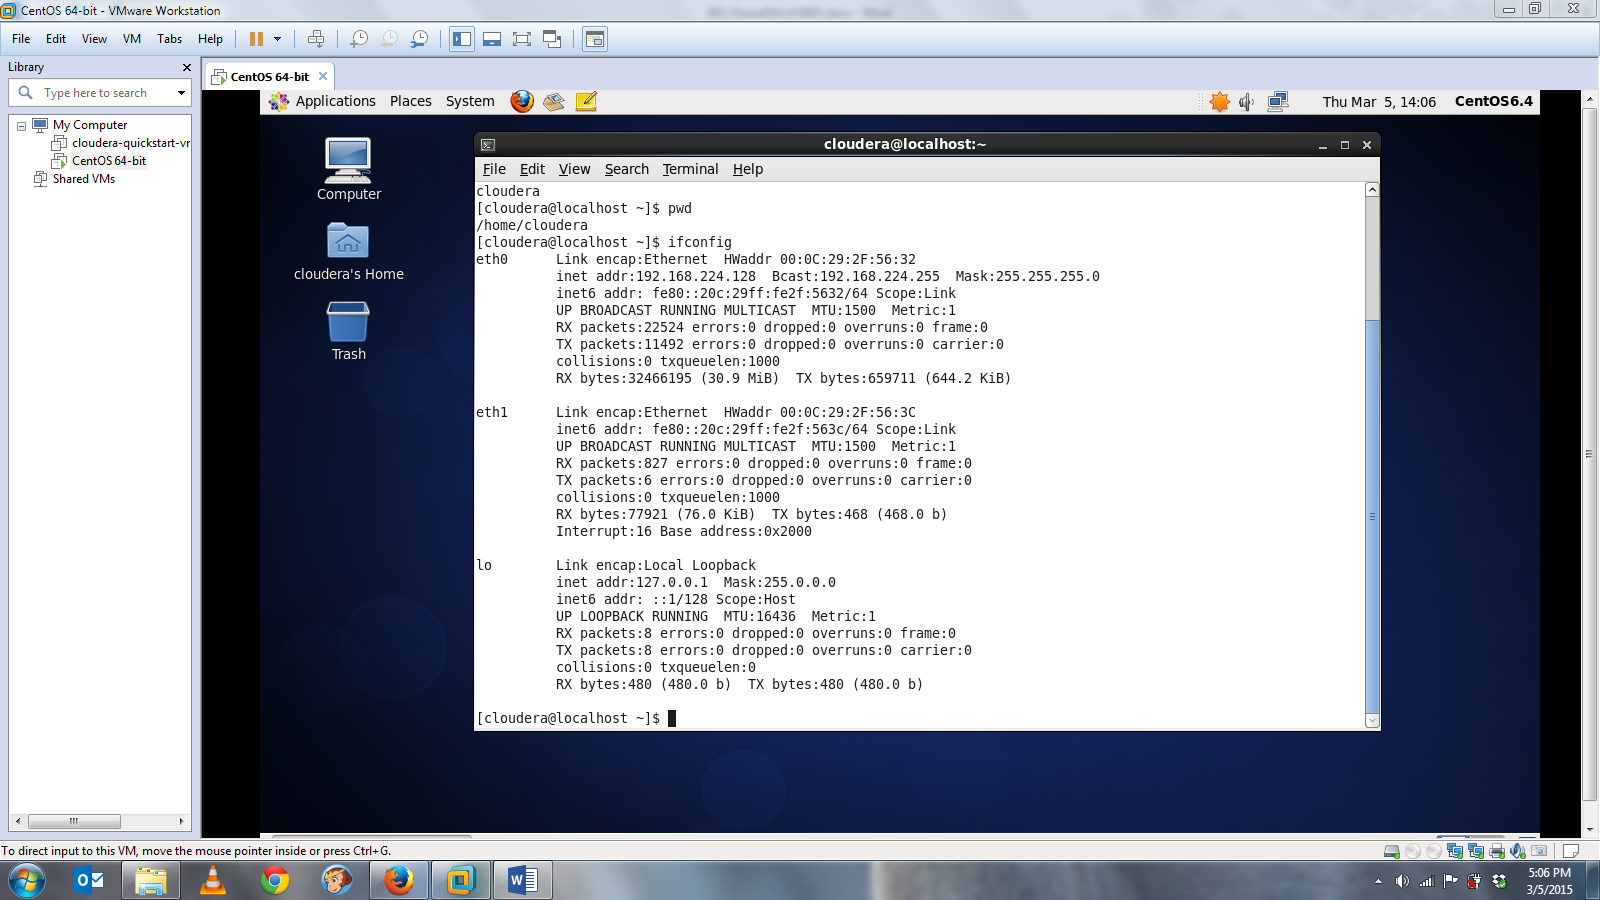 CentOS 64-bit - VMware Workstation
File Edit View VM Tabs Help
Library
Type here to search
My Computer
cloudera-quickstart-vr
CentOS 64-bit
Shared VMs
CentOS 64-bit
Applications Places System
Thu Mar 5, 14:06 CentOS6.4
Computer
cloudera's Home
Trash
cloudera@localhost:~
File Edit View Search Terminal Help
cloudera
[cloudera@localhost ~]$ pwd
/home/cloudera
[cloudera@localhost ~]$ ifconfig
eth0      Link encap:Ethernet  HWaddr 00:0C:29:2F:56:32
          inet addr:192.168.224.128  Bcast:192.168.224.255  Mask:255.255.255.0
          inet6 addr: fe80::20c:29ff:fe2f:5632/64 Scope:Link
          UP BROADCAST RUNNING MULTICAST  MTU:1500  Metric:1
          RX packets:22524 errors:0 dropped:0 overruns:0 frame:0
          TX packets:11492 errors:0 dropped:0 overruns:0 carrier:0
          collisions:0 txqueuelen:1000
          RX bytes:32466195 (30.9 MiB)  TX bytes:659711 (644.2 KiB)
eth1      Link encap:Ethernet  HWaddr 00:0C:29:2F:56:3C
          inet6 addr: fe80::20c:29ff:fe2f:563c/64 Scope:Link
          UP BROADCAST RUNNING MULTICAST  MTU:1500  Metric:1
          RX packets:827 errors:0 dropped:0 overruns:0 frame:0
          TX packets:6 errors:0 dropped:0 overruns:0 carrier:0
          collisions:0 txqueuelen:1000
          RX bytes:77921 (76.0 KiB)  TX bytes:468 (468.0 b)
          Interrupt:16 Base address:0x2000
lo        Link encap:Local Loopback
          inet addr:127.0.0.1  Mask:255.0.0.0
          inet6 addr: ::1/128 Scope:Host
          UP LOOPBACK RUNNING  MTU:16436  Metric:1
          RX packets:8 errors:0 dropped:0 overruns:0 frame:0
          TX packets:8 errors:0 dropped:0 overruns:0 carrier:0
          collisions:0 txqueuelen:0
          RX bytes:480 (480.0 b)  TX bytes:480 (480.0 b)
[cloudera@localhost ~]$
To direct input to this VM, move the mouse pointer inside or press Ctrl+G.
5:06 PM
3/5/2015